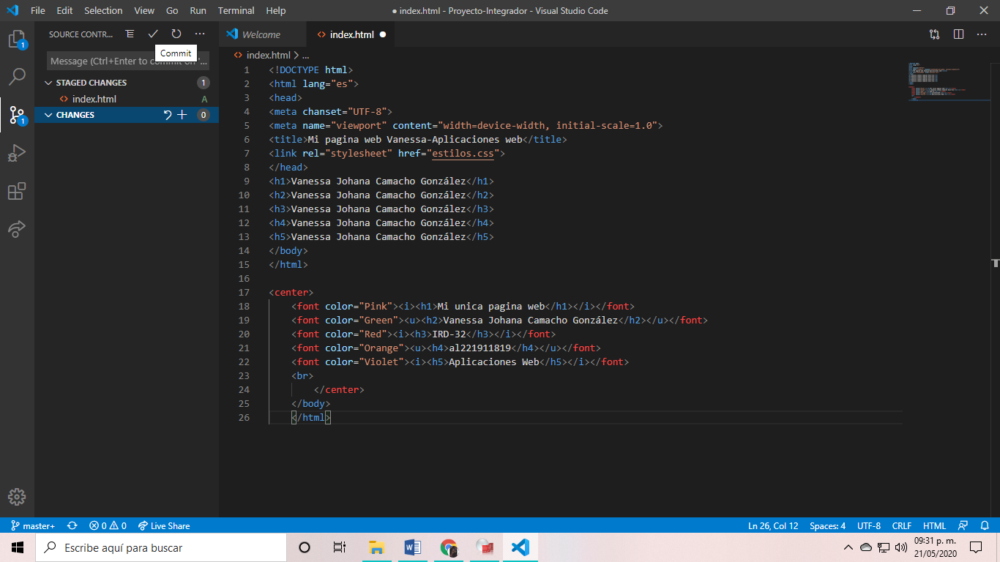 File Edit Selection View Go Run Terminal Help ● index.html - Proyecto-Integrador - Visual Studio Code
SOURCE CONTR... Welcome index.html
Commit
Message (Ctrl+Enter to commit on "...
index.html > ...
STAGED CHANGES 1
index.html A
CHANGES 0
1 <!DOCTYPE html>
2 <html lang="es">
3 <head>
4 <meta chanset="UTF-8">
5 <meta name="viewport" content="width=device-width, initial-scale=1.0">
6 <title>Mi pagina web Vanessa-Aplicaciones web</title>
7 <link rel="stylesheet" href="estilos.css">
8 </head>
9 <h1>Vanessa Johana Camacho González</h1>
10 <h2>Vanessa Johana Camacho González</h2>
11 <h3>Vanessa Johana Camacho González</h3>
12 <h4>Vanessa Johana Camacho González</h4>
13 <h5>Vanessa Johana Camacho González</h5>
14 </body>
15 </html>
16
17 <center>
18 <font color="Pink"><i><h1>Mi unica pagina web</h1></i></font>
19 <font color="Green"><u><h2>Vanessa Johana Camacho González</h2></u></font>
20 <font color="Red"><i><h3>IRD-32</h3></i></font>
21 <font color="Orange"><u><h4>al221911819</h4></u></font>
22 <font color="Violet"><i><h5>Aplicaciones Web</h5></i></font>
23 <br>
24 </center>
25 </body>
26 </html>
1
1
master+ 0 0 Live Share Ln 26, Col 12 Spaces: 4 UTF-8 CRLF HTML
Escribe aquí para buscar
09:31 p. m.
21/05/2020